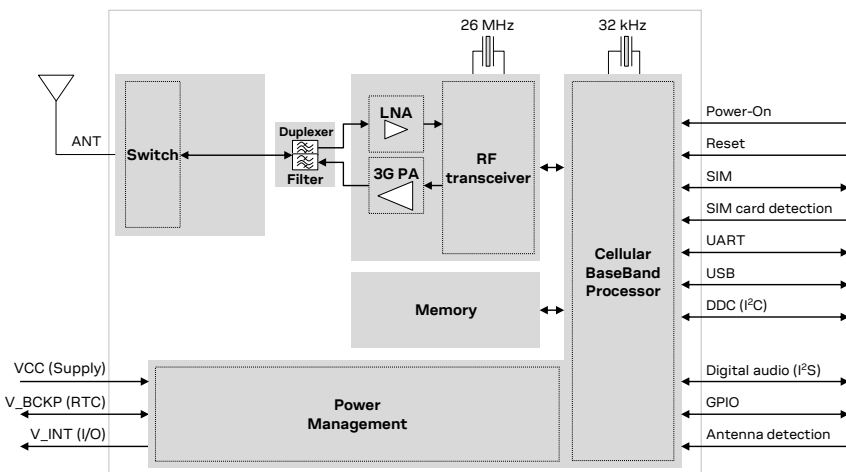 26 MHz
32 kHz
ANT
Switch
Duplexer
Filter
LNA
3G PA
RF
transceiver
Cellular
BaseBand
Processor
Memory
Power
Management
VCC (Supply)
V_BCKP (RTC)
V_INT (I/O)
Power-On
Reset
SIM
SIM card detection
UART
USB
DDC (I²C)
Digital audio (I²S)
GPIO
Antenna detection